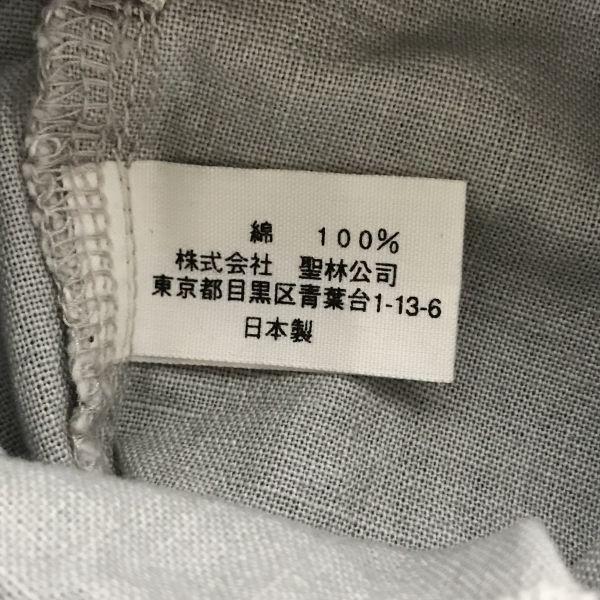 綿 100%
株式会社 聖林公司
東京都目黒区青葉台1-13-6
日本製